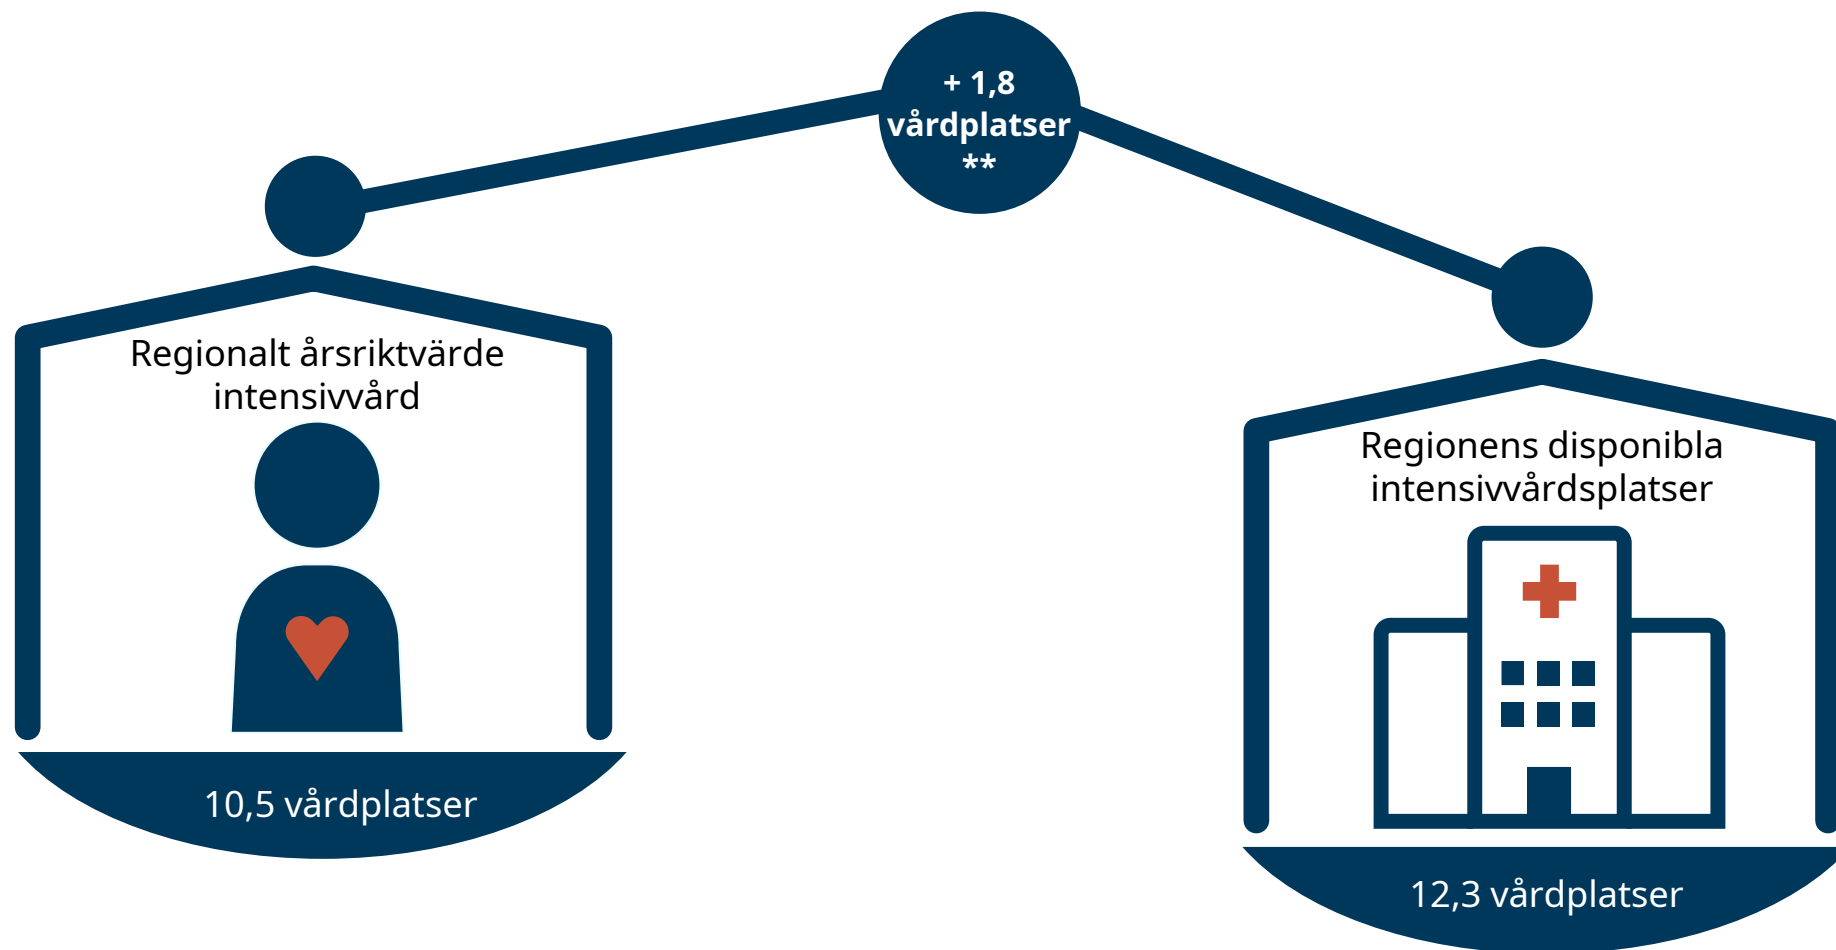 + 1,8
vårdplatser
**
Regionalt årsriktvärde
intensivvård
10,5 vårdplatser
Regionens disponibla
intensivvårdsplatser
12,3 vårdplatser